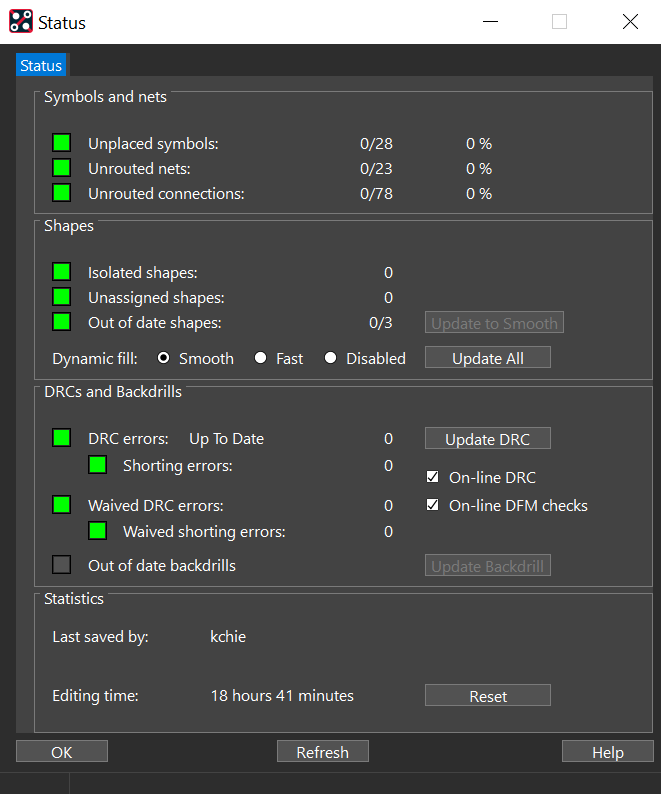 Status
Status
Symbols and nets
Unplaced symbols: 0/28 0 %
Unrouted nets: 0/23 0 %
Unrouted connections: 0/78 0 %
Shapes
Isolated shapes: 0
Unassigned shapes: 0
Out of date shapes: 0/3 Update to Smooth
Dynamic fill: Smooth Fast Disabled Update All
DRCs and Backdrills
DRC errors: Up To Date 0 Update DRC
Shorting errors: 0
On-line DRC
Waived DRC errors: 0 On-line DFM checks
Waived shorting errors: 0
Out of date backdrills Update Backdrill
Statistics
Last saved by: kchie
Editing time: 18 hours 41 minutes Reset
OK Refresh Help